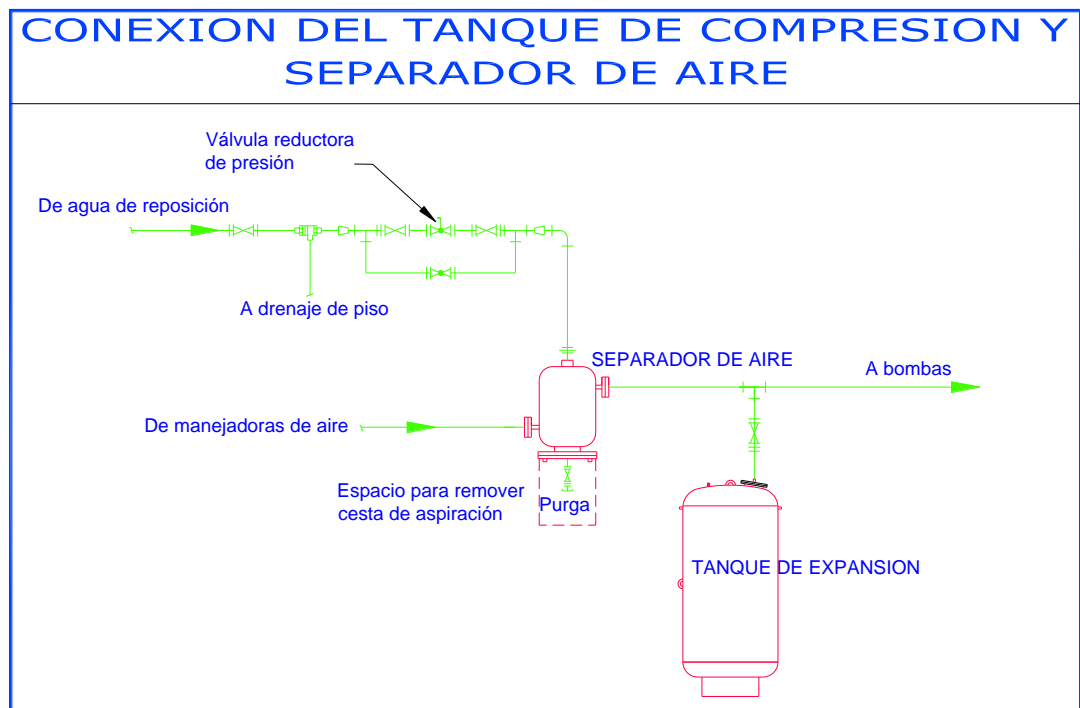 CONEXION DEL TANQUE DE COMPRESION Y
SEPARADOR DE AIRE
Válvula reductora
de presión
De agua de reposición
A drenaje de piso
SEPARADOR DE AIRE
A bombas
De manejadoras de aire
Espacio para remover
cesta de aspiración
Purga
TANQUE DE EXPANSION